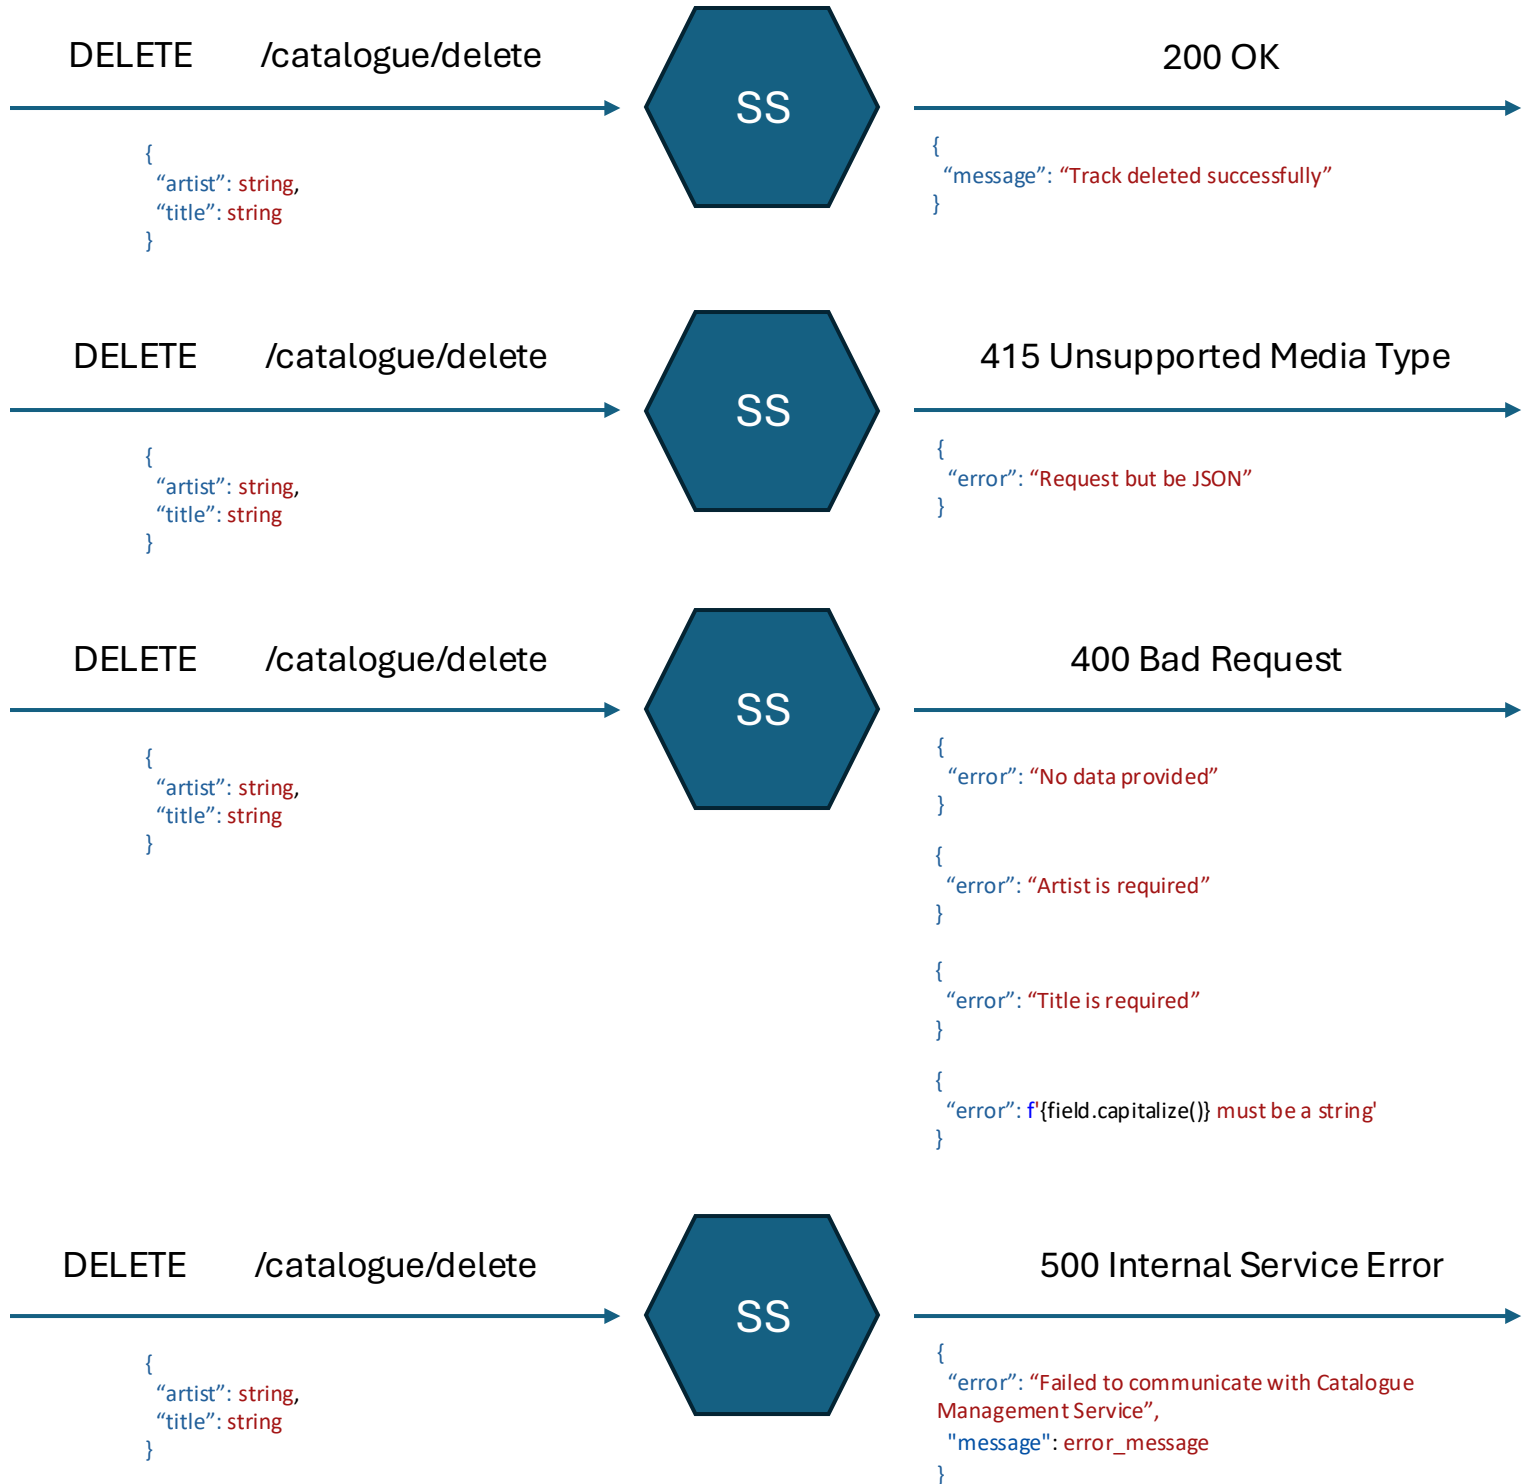 DELETE /catalogue/delete
SS
200 OK
{
“artist”: string,
“title”: string
}
{
“message”: “Track deleted successfully”
}
DELETE /catalogue/delete
SS
415 Unsupported Media Type
{
“artist”: string,
“title”: string
}
{
“error”: “Request but be JSON”
}
DELETE /catalogue/delete
SS
400 Bad Request
{
“artist”: string,
“title”: string
}
{
“error”: “No data provided”
}
{
“error”: “Artist is required”
}
{
“error”: “Title is required”
}
{
“error”: f'{field.capitalize()} must be a string'
}
DELETE /catalogue/delete
SS
500 Internal Service Error
{
“artist”: string,
“title”: string
}
{
“error”: “Failed to communicate with Catalogue
Management Service”,
"message": error_message
}